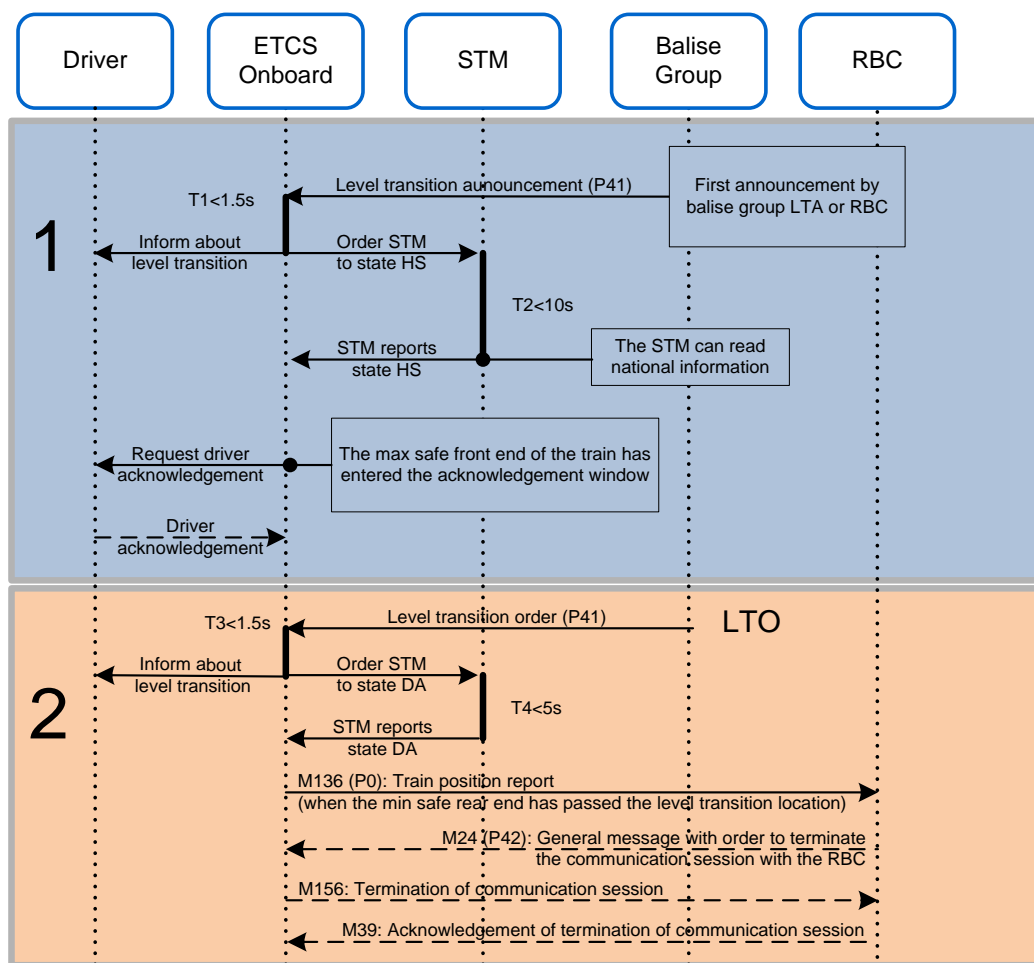 Driver
ETCS
Onboard
STM
Balise
Group
RBC
1
Level transition aunouncement (P41)
First announcement by
balise group LTA or RBC
T1<1.5s
Inform about
level transition
Order STM
to state HS
T2<10s
STM reports
state HS
The STM can read
national information
Request driver
acknowledgement
The max safe front end of the train has
entered the acknowledgement window
Driver
acknowledgement
2
Level transition order (P41)
LTO
T3<1.5s
Inform about
level transition
Order STM
to state DA
T4<5s
STM reports
state DA
M136 (P0): Train position report
(when the min safe rear end has passed the level transition location)
M24 (P42): General message with order to terminate
the communication session with the RBC
M156: Termination of communication session
M39: Acknowledgement of termination of communication session